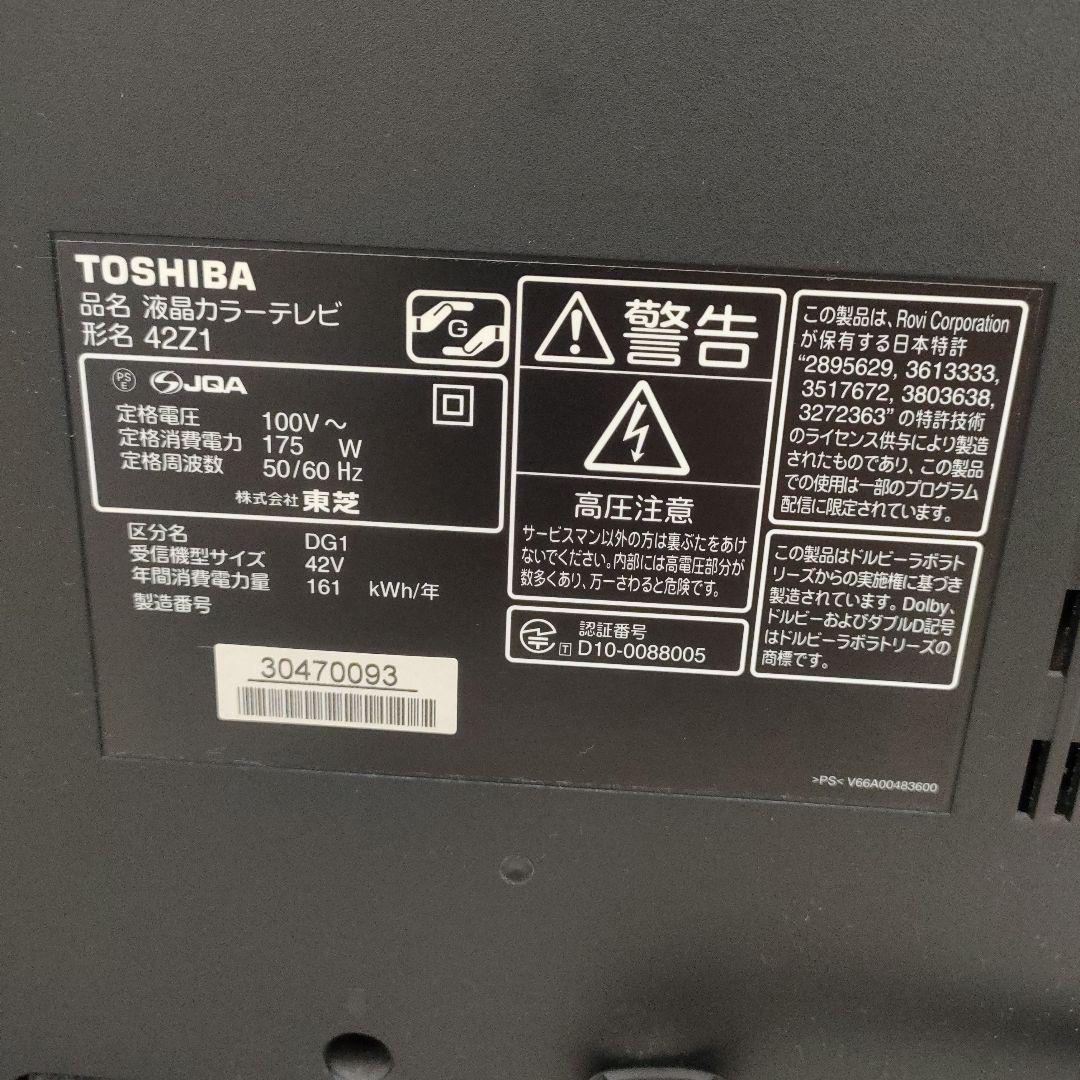 TOSHIBA
品名 液晶カラーテレビ
形名 42Z1
G
PS
E
JQA
定格電圧 100V～
定格消費電力 175 W
定格周波数 50/60 Hz
株式会社 東芝
区分名 DG1
受信機型サイズ 42V
年間消費電力量 161 kWh/年
製造番号
30470093
警告
高圧注意
サービスマン以外の方は裏ぶたをあけ
ないでください。内部には高電圧部分が
数多くあり、万一さわると危険です。
認証番号
T D10-0088005
この製品は、Rovi Corporation
が保有する日本特許
“2895629, 3613333,
3517672, 3803638,
3272363” の特許技術
のライセンス供与により製造
されたものであり、この製品
での使用は一部のプログラム
配信に限定されています。
この製品はドルビーラボラト
リーズからの実施権に基づき
製造されています。Dolby、
ドルビーおよびダブルD記号
はドルビーラボラトリーズの
商標です。
>PS< V66A00483600